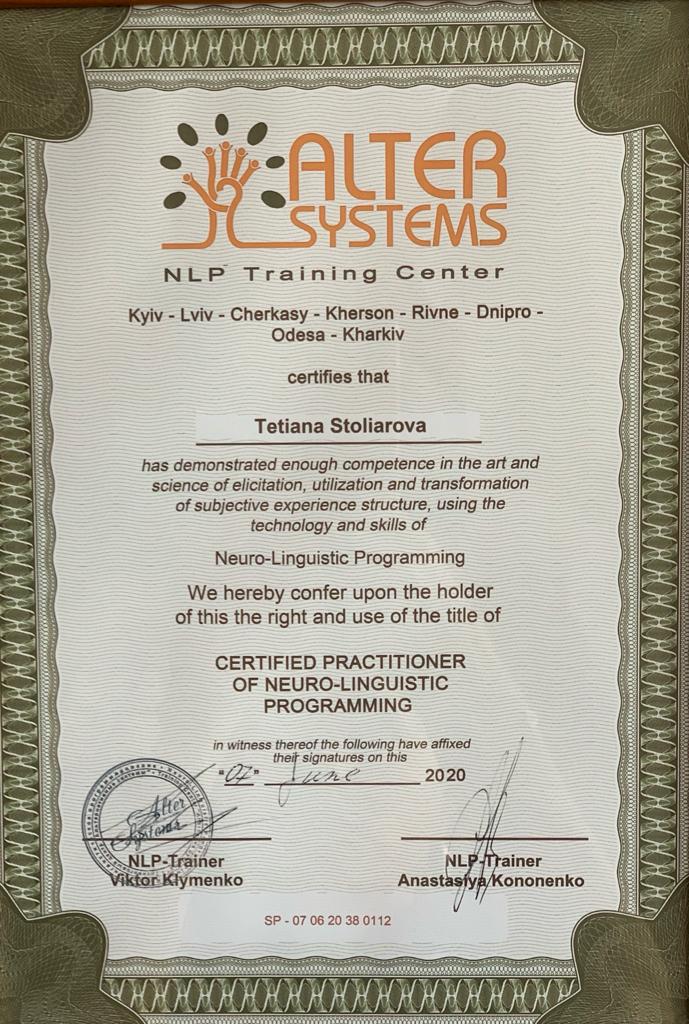 ALTER
SYSTEMS
NLP Training Center
Kyiv - Lviv - Cherkasy - Kherson - Rivne - Dnipro -
Odesa - Kharkiv
certifies that
Tetiana Stoliarova
has demonstrated enough competence in the art and
science of elicitation, utilization and transformation
of subjective experience structure, using the
technology and skills of
Neuro-Linguistic Programming
We hereby confer upon the holder
of this the right and use of the title of
CERTIFIED PRACTITIONER
OF NEURO-LINGUISTIC
PROGRAMMING
in witness thereof the following have affixed
their signatures on this
"07" June 2020
Alter
Systems
NLP-Trainer
Viktor Klymenko
NLP-Trainer
Anastasiya Kononenko
SP - 07 06 20 38 0112